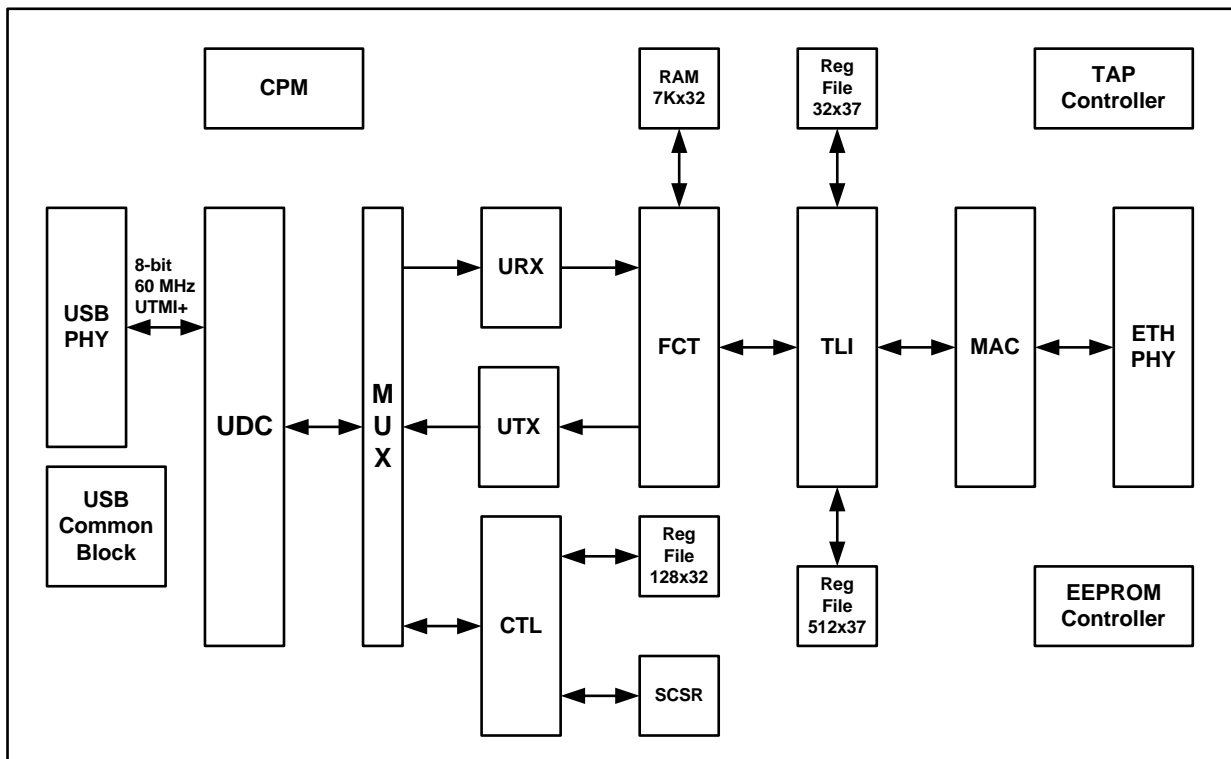 CPM
RAM
7Kx32
Reg
File
32x37
TAP
Controller
USB
PHY
8-bit
60 MHz
UTMI+
UDC
M
U
X
URX
UTX
FCT
TLI
MAC
ETH
PHY
USB
Common
Block
CTL
Reg
File
128x32
SCSR
Reg
File
512x37
EEPROM
Controller